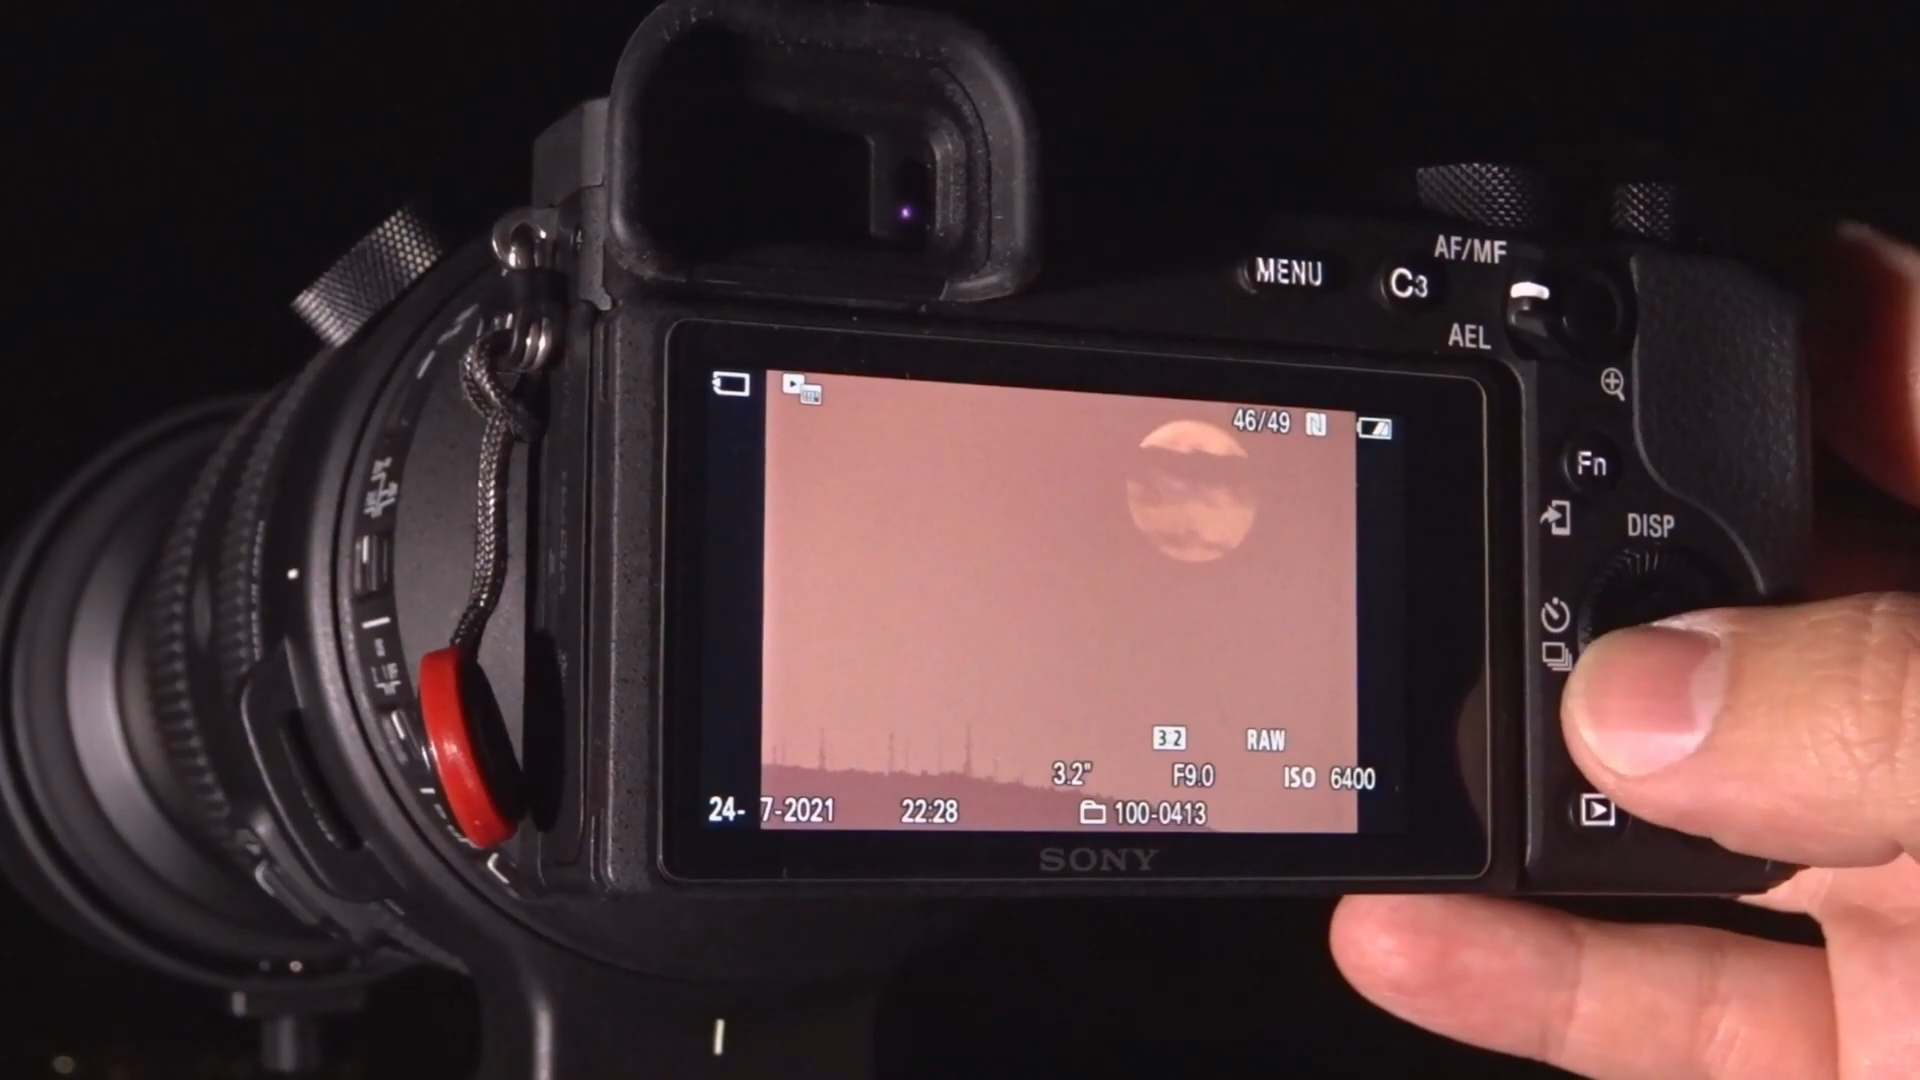 AF/MF
MENU
C3
AEL
46/49
Fn
DISP
3:2
RAW
3.2"
F9.0
ISO 6400
24- 7-2021
22:28
100-0413
SONY